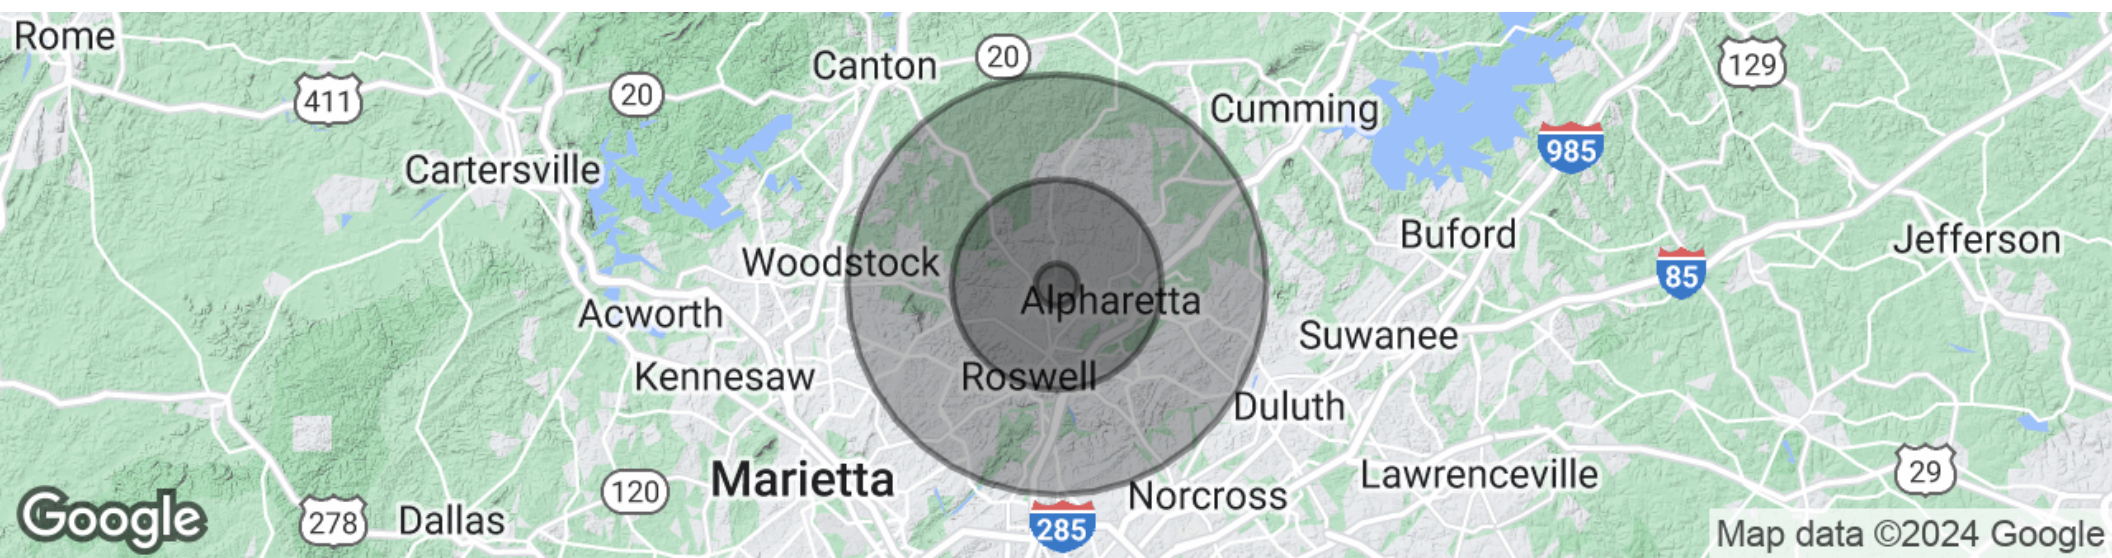 Rome
20
Canton
129
411
20
Cumming
985
Cartersville
Buford
Jefferson
Woodstock
85
Alpharetta
Acworth
Suwanee
Kennesaw
Roswell
Duluth
Marietta
Lawrenceville
29
120
Norcross
Google
278
Dallas
285
Map data ©2024 Google